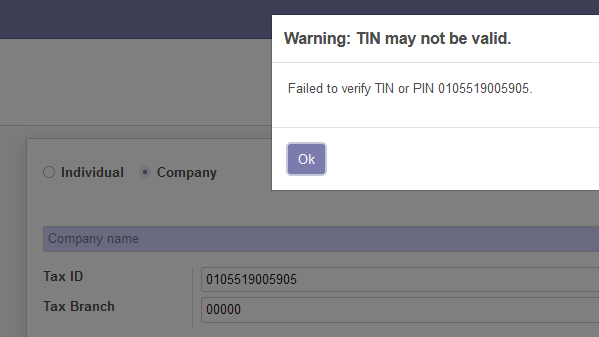 Warning: TIN may not be valid.
Failed to verify TIN or PIN 0105519005905.
Ok
Individual Company
Company name
Tax ID 0105519005905
Tax Branch 00000